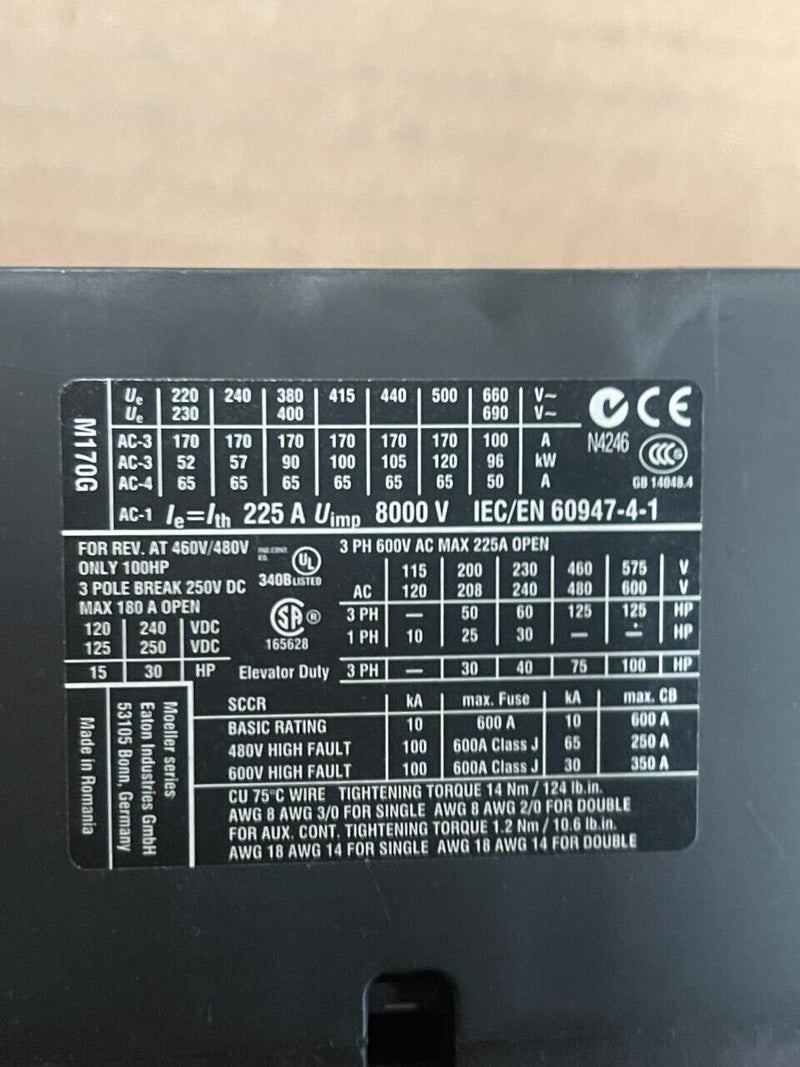 M170G
Ue 220 240 380 415 440 500 660 V~
Ue 230 400 690 V~
AC-3 170 170 170 170 170 170 100 A
AC-3 52 57 90 100 105 120 96 kW
AC-4 65 65 65 65 65 65 50 A
AC-1 Ie=Ith 225 A Uimp 8000 V IEC/EN 60947-4-1
CE
N4246
CCC S
GB 14048.4
FOR REV. AT 460V/480V
ONLY 100HP
3 POLE BREAK 250V DC
MAX 180 A OPEN
120 240 VDC
125 250 VDC
15 30 HP
IND.CONT.
EQ.
UL
340B LISTED
SA ®
165628
3 PH 600V AC MAX 225A OPEN
115 200 230 460 575 V
AC 120 208 240 480 600 V
3 PH — 50 60 125 125 HP
1 PH 10 25 30 — — HP
Elevator Duty 3 PH — 30 40 75 100 HP
SCCR kA max. Fuse kA max. CB
BASIC RATING 10 600 A 10 600 A
480V HIGH FAULT 100 600A Class J 65 250 A
600V HIGH FAULT 100 600A Class J 30 350 A
CU 75°C WIRE TIGHTENING TORQUE 14 Nm / 124 lb.in.
AWG 8 AWG 3/0 FOR SINGLE AWG 8 AWG 2/0 FOR DOUBLE
FOR AUX. CONT. TIGHTENING TORQUE 1.2 Nm / 10.6 lb.in.
AWG 18 AWG 14 FOR SINGLE AWG 18 AWG 14 FOR DOUBLE
Moeller series
Eaton Industries GmbH
53105 Bonn, Germany
Made in Romania